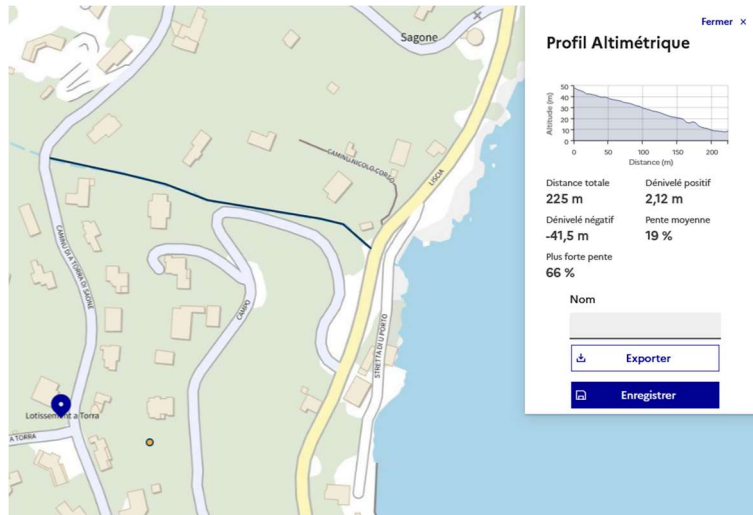 Sagone
CAMINU NICOLO CORSO
LISCIA
CAMINU DI A TORRA DI SAONE
CAMPO
STRETTA DI U PORTO
Lotissement a Torra
A TORRA
Fermer ×
Profil Altimétrique
Altitude (m)
50
40
30
20
10
0
0 50 100 150 200
Distance (m)
Distance totale Dénivelé positif
225 m 2,12 m
Dénivelé négatif Pente moyenne
-41,5 m 19 %
Plus forte pente
66 %
Nom
Exporter
Enregistrer